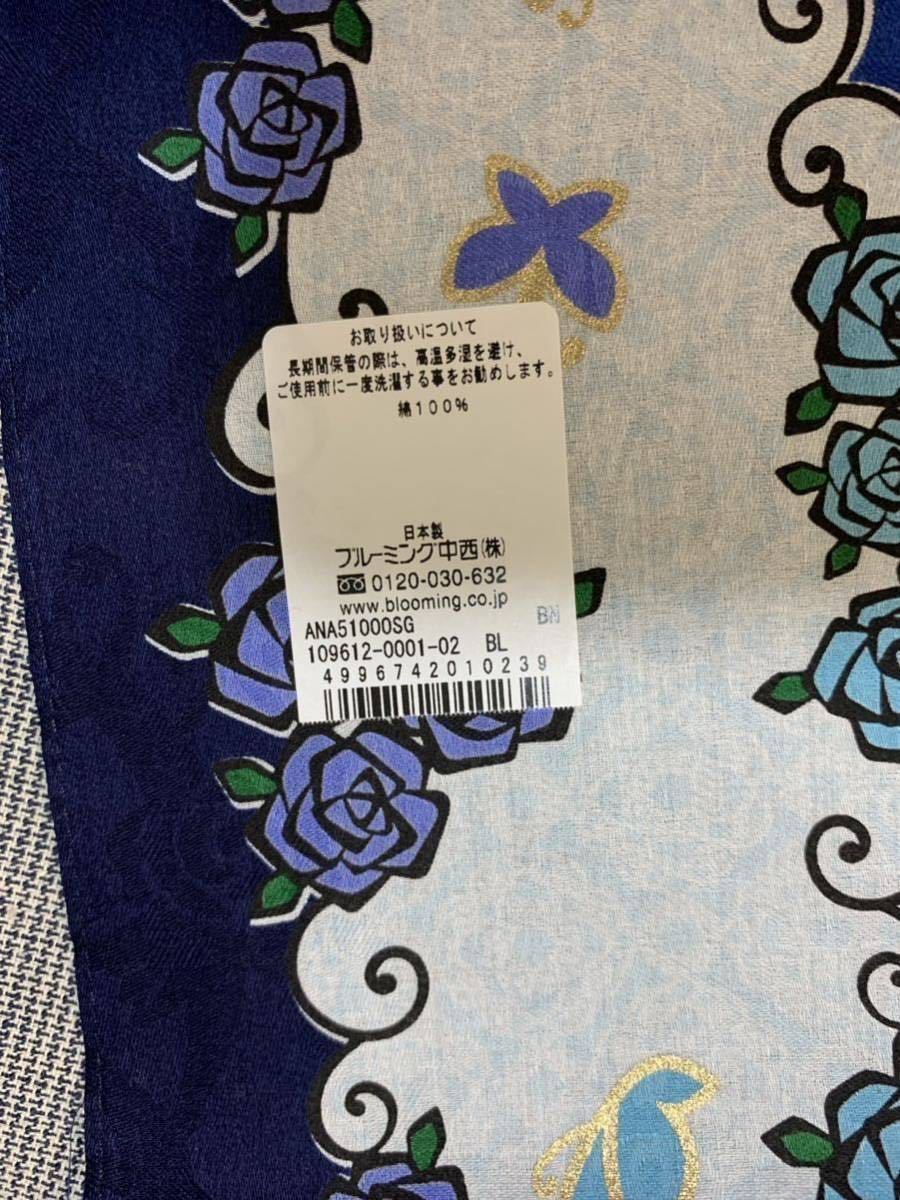 お取り扱いについて
長期間保管の際は、高温多湿を避け、
ご使用前に一度洗濯する事をお勧めします。
綿100%
日本製
ブルーミング中西(株)
0120-030-632
www.blooming.co.jp
ANA51000SG BN
109612-0001-02 BL
4996742010239